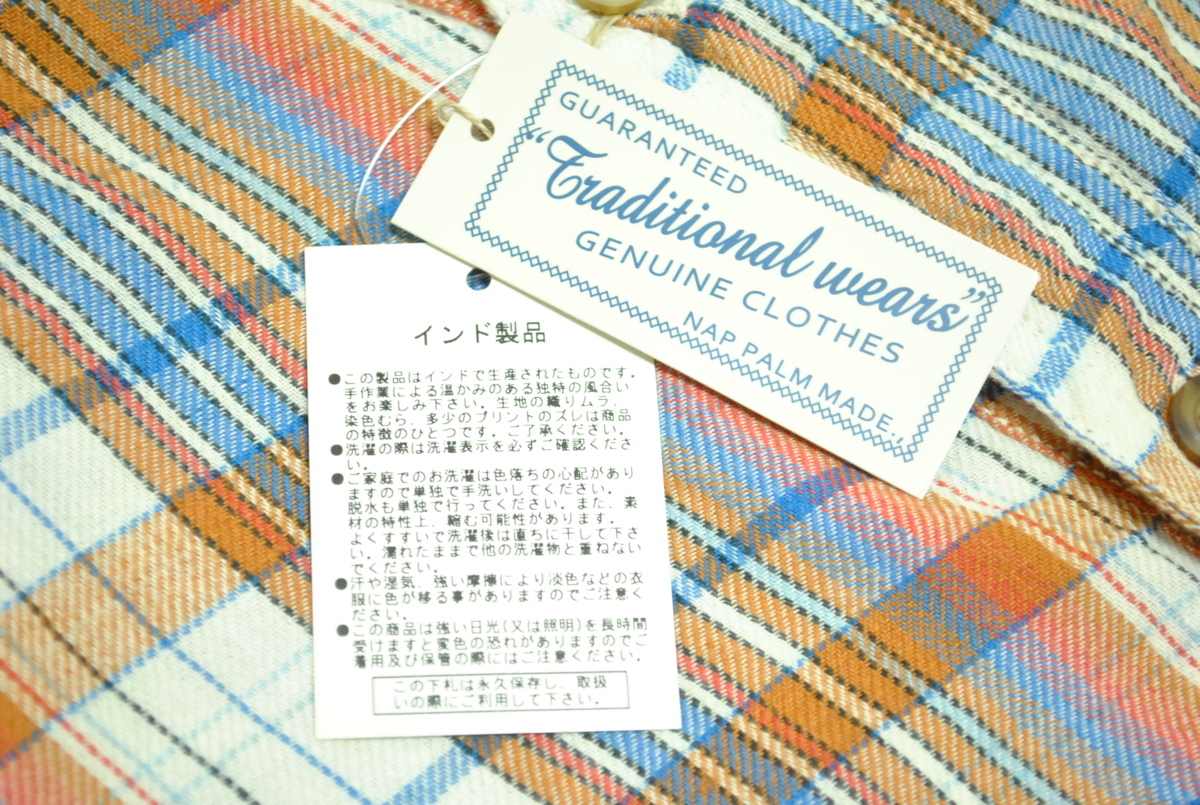 GUARANTEED
“Traditional wears”
GENUINE CLOTHES
NAP PALM MADE.,
インド製品
●この製品はインドで生産されたものです。
手作業による温かみのある独特の風合い
をお楽しみ下さい。生地の織りムラ、
染色むら、多少のプリントのズレは商品
の特徴のひとつです。ご了承ください。
●洗濯の際は洗濯表示を必ずご確認くださ
い。
●ご家庭でのお洗濯は色落ちの心配があり
ますので単独で手洗いしてください。
脱水も単独で行ってください。また、素
材の特性上、縮む可能性があります。
よくすすいで洗濯後は直ちに干して下さ
い。濡れたままで他の洗濯物と重ねない
でください。
●汗や湿気、強い摩擦により淡色などの衣
服に色が移る事がありますのでご注意く
ださい。
●この商品は強い日光(又は照明)を長時間
受けますと変色の恐れがありますのでご
着用及び保管の際にはご注意ください。
この下札は永久保存し、取扱
いの際にご利用して下さい。